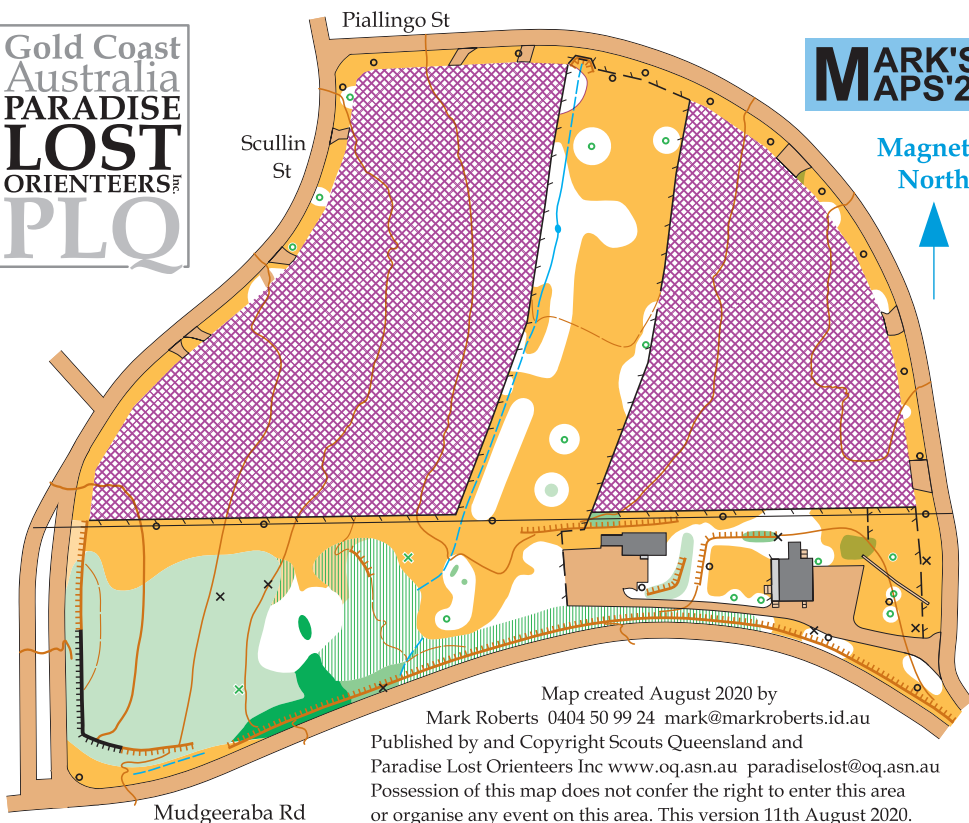 Piallingo St
Gold Coast
Australia
PARADISE
LOST
ORIENTEERS Inc.
PLQ
MARK'S
MAPS'2
Scullin
St
Magnet
North
Map created August 2020 by
Mark Roberts 0404 50 99 24 mark@markroberts.id.au
Published by and Copyright Scouts Queensland and
Paradise Lost Orienteers Inc www.oq.asn.au paradiselost@oq.asn.au
Possession of this map does not confer the right to enter this area
or organise any event on this area. This version 11th August 2020.
Mudgeeraba Rd